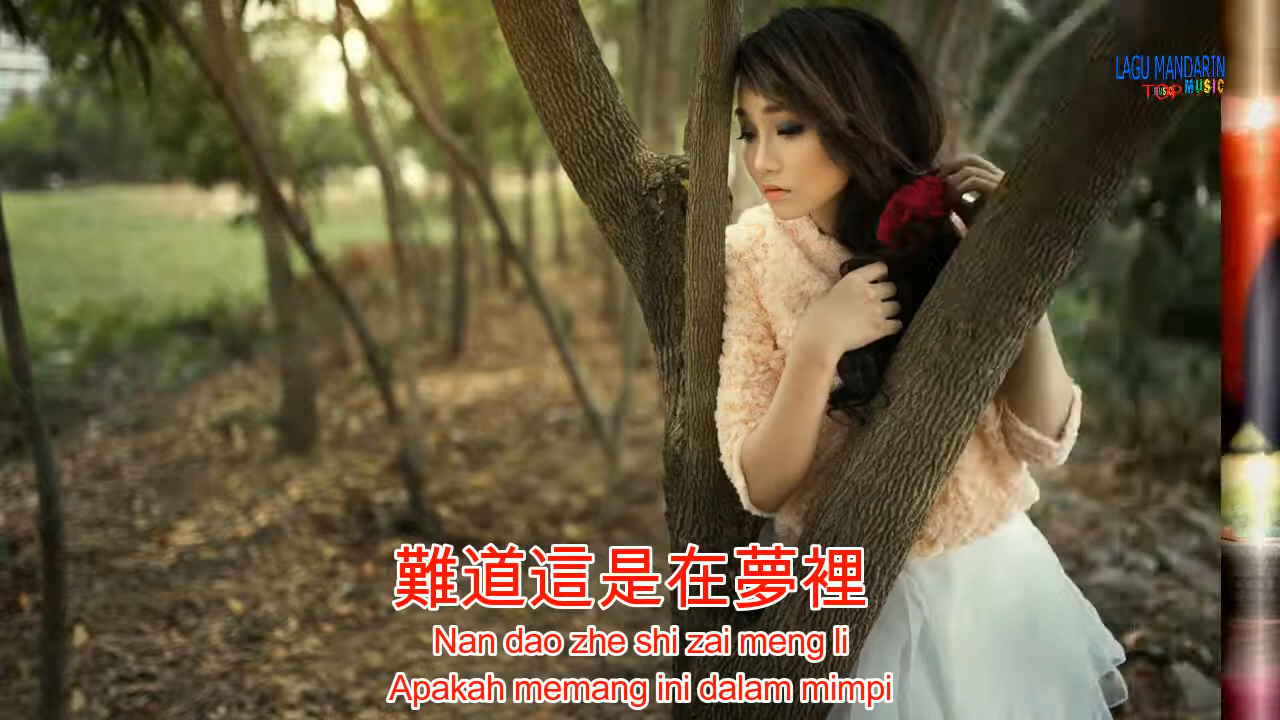 LAGU MANDARIN
TOP MUSIC MUSIC
難道這是在夢裡
Nan dao zhe shi zai meng li
Apakah memang ini dalam mimpi